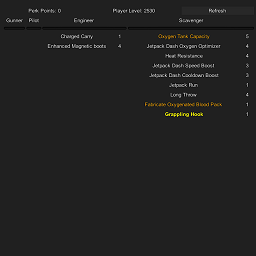 Perk Points: 0 Player Level: 2530 Refresh
Gunner Pilot Engineer Scavenger
Charged Carry 1 Oxygen Tank Capacity 5
Enhanced Magnetic boots 4 Jetpack Dash Oxygen Optimizer 4
Heat Resistance 4
Jetpack Dash Speed Boost 3
Jetpack Dash Cooldown Boost 3
Jetpack Run 1
Long Throw 4
Fabricate Oxygenated Blood Pack 1
Grappling Hook 1